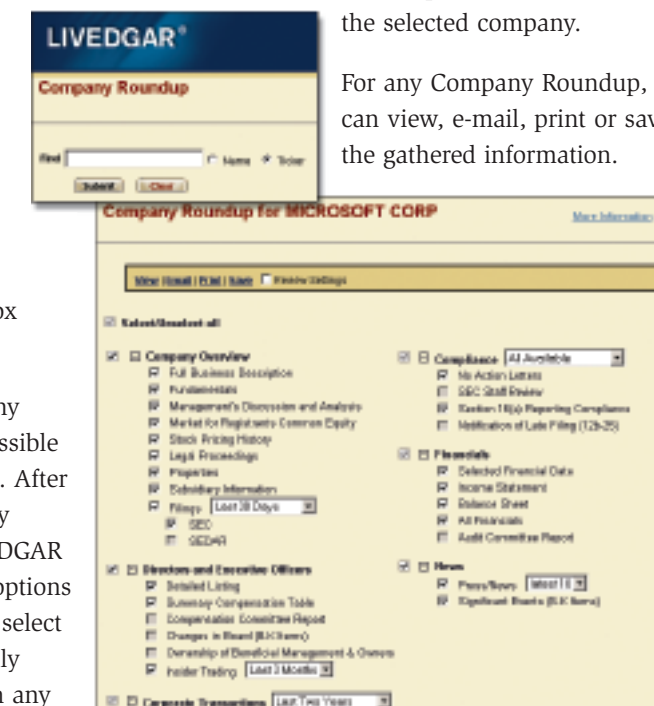 LIVEDGAR®
Company Roundup
Find
Name
Ticker
Submit
Clear
the selected company.
For any Company Roundup,
can view, e-mail, print or sav
the gathered information.
ox
ny
ssible
. After
y
DGAR
options
select
ly
n any
Company Roundup for MICROSOFT CORP
More Information
View | Email | Print | Save Review Settings
Select/Unselect all
Company Overview
Full Business Description
Fundamentals
Management's Discussion and Analysis
Market for Registrants Common Equity
Stock Pricing History
Legal Proceedings
Properties
Subsidiary Information
Filings Last 30 Days
SEC
SEDAR
Directors and Executive Officers
Detailed Listing
Summary Compensation Table
Compensation Committee Report
Changes in Board (8-K Items)
Ownership of Beneficial Management & Owners
Insider Trading Last 3 Months
Corporate Transactions Last Two Years
Compliance All Available
No Action Letters
SEC Staff Review
Section 16(a) Reporting Compliance
Notification of Late Filing (12b-25)
Financials
Selected Financial Data
Income Statement
Balance Sheet
All Financials
Audit Committee Report
News
Press/News latest 10
Significant Events (8-K Items)